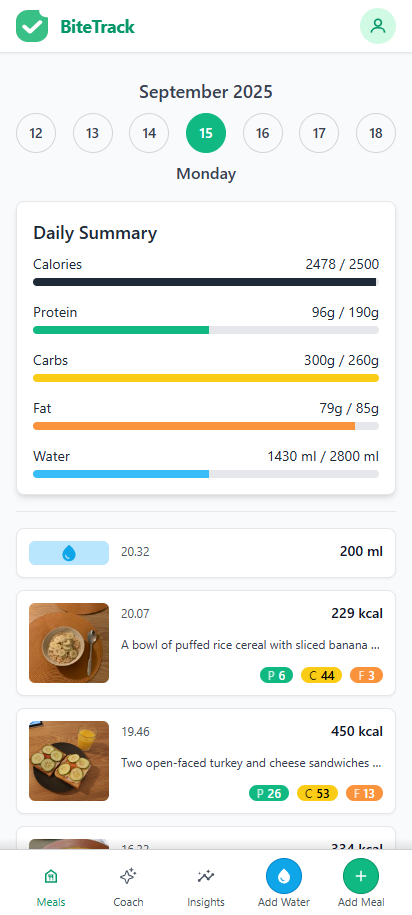 BiteTrack
September 2025
12 13 14 15 16 17 18
Monday
Daily Summary
Calories 2478 / 2500
Protein 96g / 190g
Carbs 300g / 260g
Fat 79g / 85g
Water 1430 ml / 2800 ml
20.32 200 ml
20.07 229 kcal
A bowl of puffed rice cereal with sliced banana ...
P 6 C 44 F 3
19.46 450 kcal
Two open-faced turkey and cheese sandwiches ...
P 26 C 53 F 13
334 kcal
Meals Coach Insights Add Water Add Meal